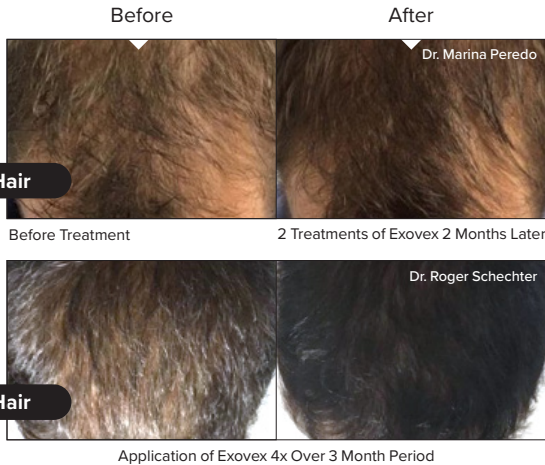 Before
After
Dr. Marina Peredo
Hair
Before Treatment
2 Treatments of Exovex 2 Months Later
Dr. Roger Schechter
Hair
Application of Exovex 4x Over 3 Month Period